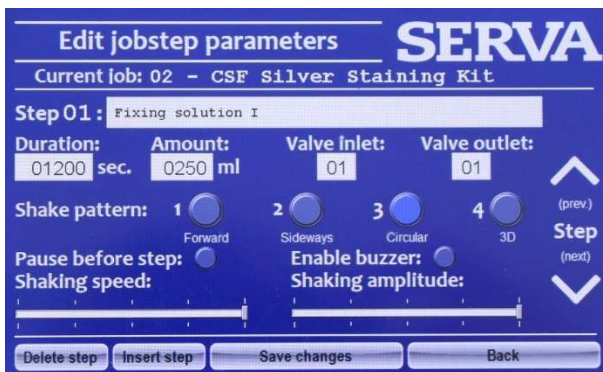 Edit jobstep parameters
SERVA
Current job: 02 - CSF Silver Staining Kit
Step 01: Fixing solution I
Duration: Amount: Valve inlet: Valve outlet:
01200 sec. 0250 ml 01 01
Shake pattern: 1 2 3 4
Forward Sideways Circular 3D
(prev.)
Step
(next)
Pause before step: Enable buzzer:
Shaking speed: Shaking amplitude:
Delete step Insert step Save changes Back